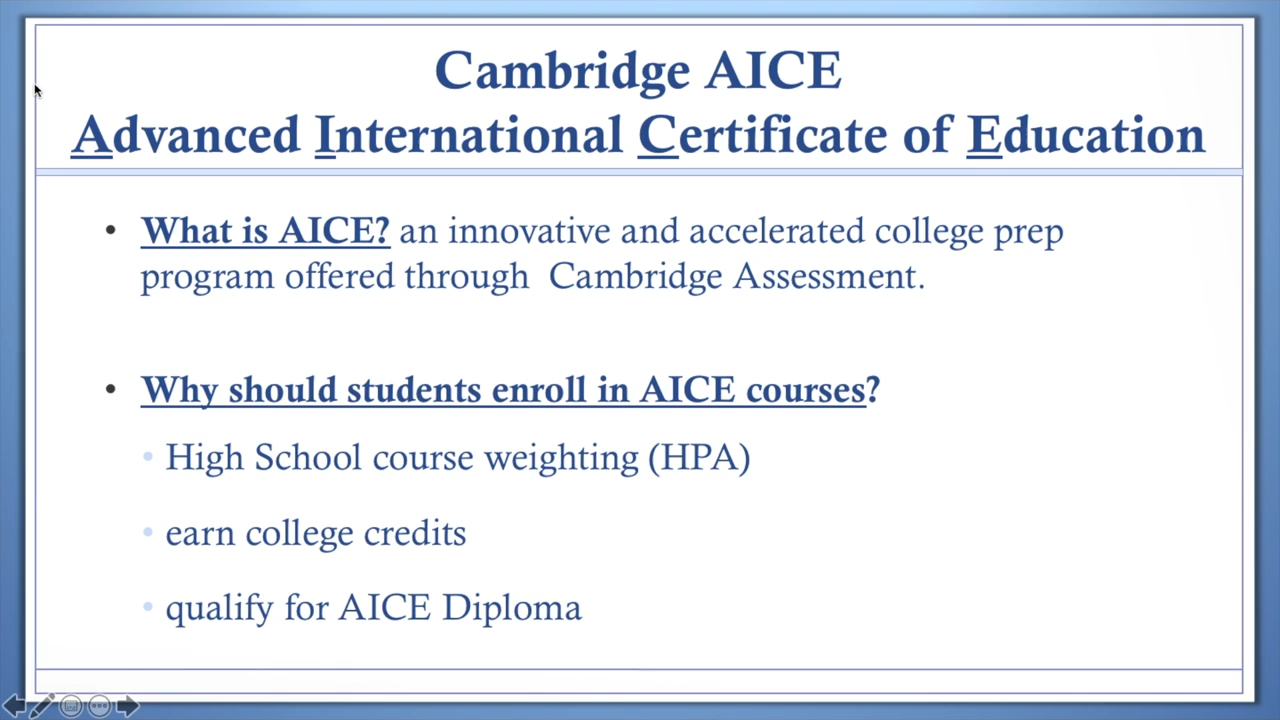 Cambridge AICE
Advanced International Certificate of Education
• What is AICE? an innovative and accelerated college prep
program offered through  Cambridge Assessment.
• Why should students enroll in AICE courses?
• High School course weighting (HPA)
• earn college credits
• qualify for AICE Diploma